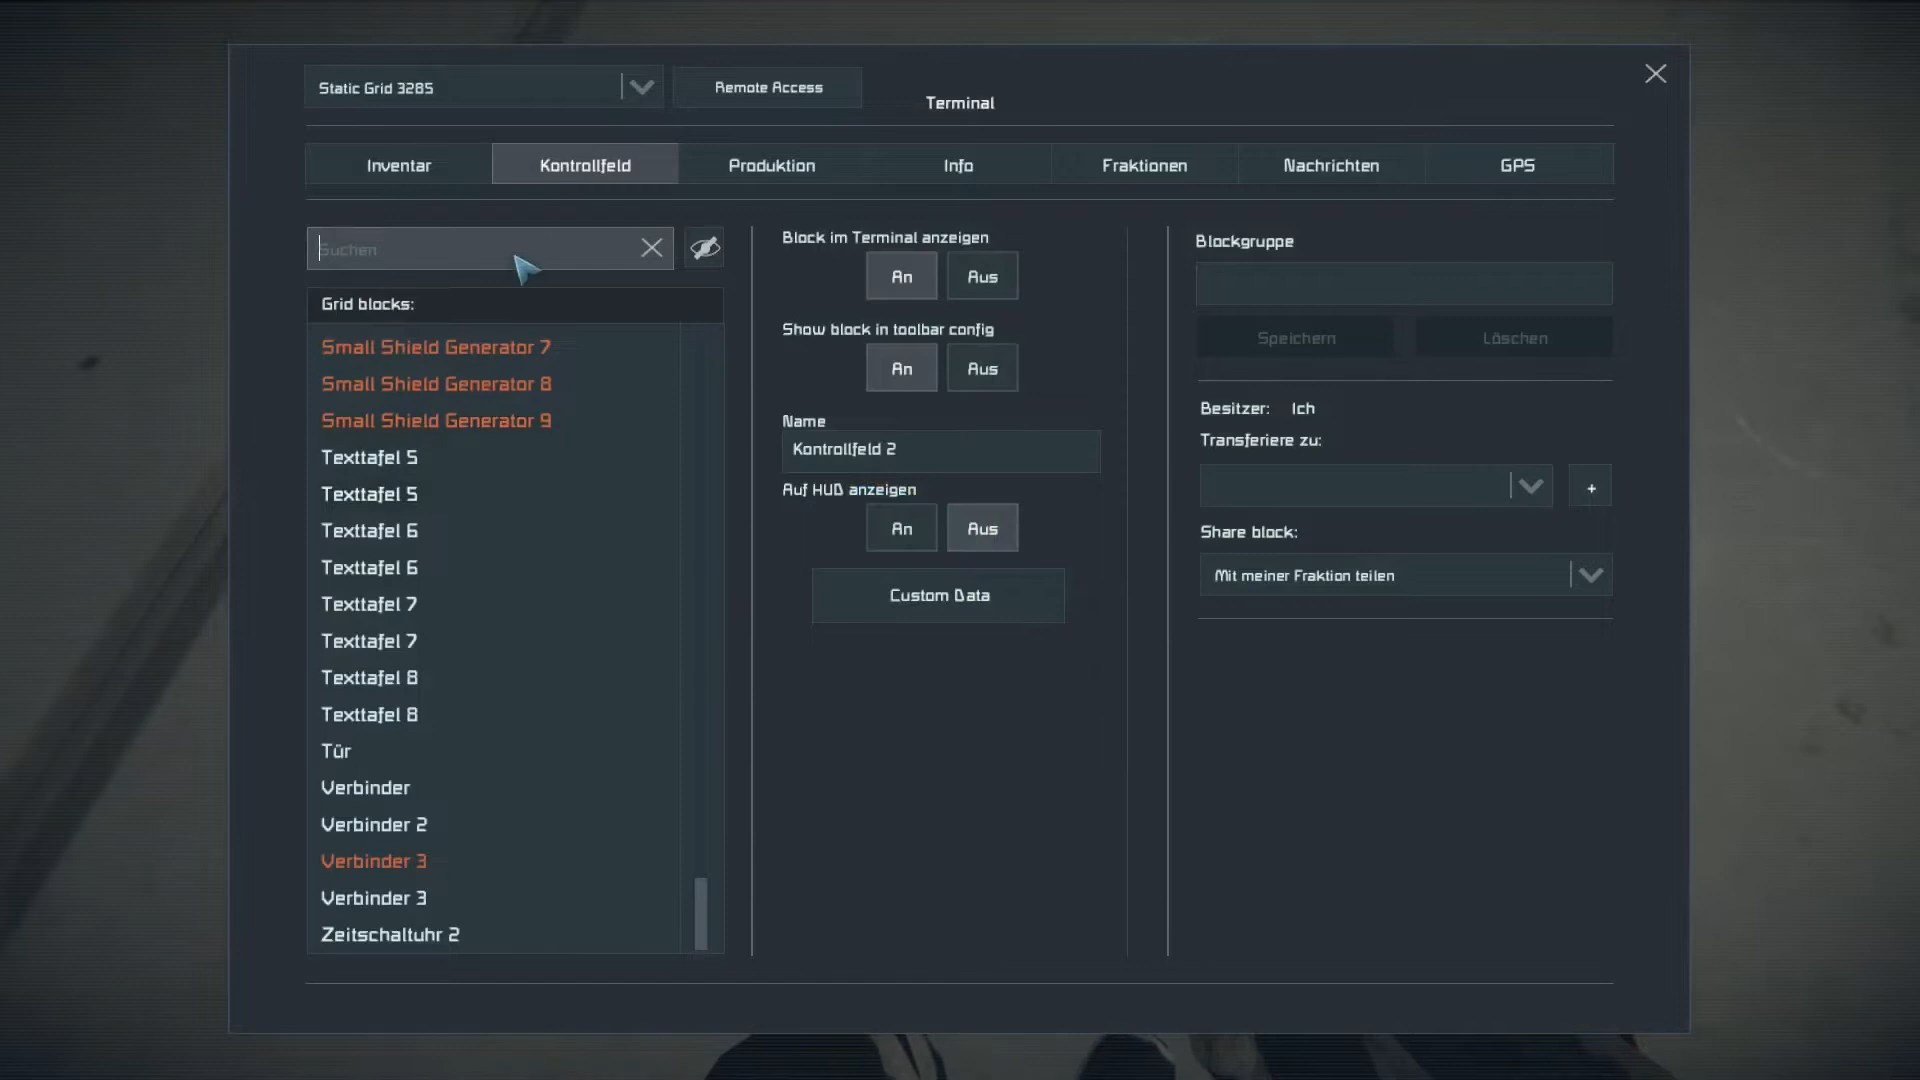 Static Grid 3285
Remote Access
Terminal
Inventar
Kontrollfeld
Produktion
Info
Fraktionen
Nachrichten
GPS
Suchen
Grid blocks:
Small Shield Generator 7
Small Shield Generator 8
Small Shield Generator 9
Texttafel 5
Texttafel 5
Texttafel 6
Texttafel 6
Texttafel 7
Texttafel 7
Texttafel 8
Texttafel 8
Tür
Verbinder
Verbinder 2
Verbinder 3
Verbinder 3
Zeitschaltuhr 2
Block im Terminal anzeigen
An Aus
Show block in toolbar config
An Aus
Name
Kontrollfeld 2
Auf HUD anzeigen
An Aus
Custom Data
Blockgruppe
Speichern
Löschen
Besitzer: Ich
Transferiere zu:
+
Share block:
Mit meiner Fraktion teilen